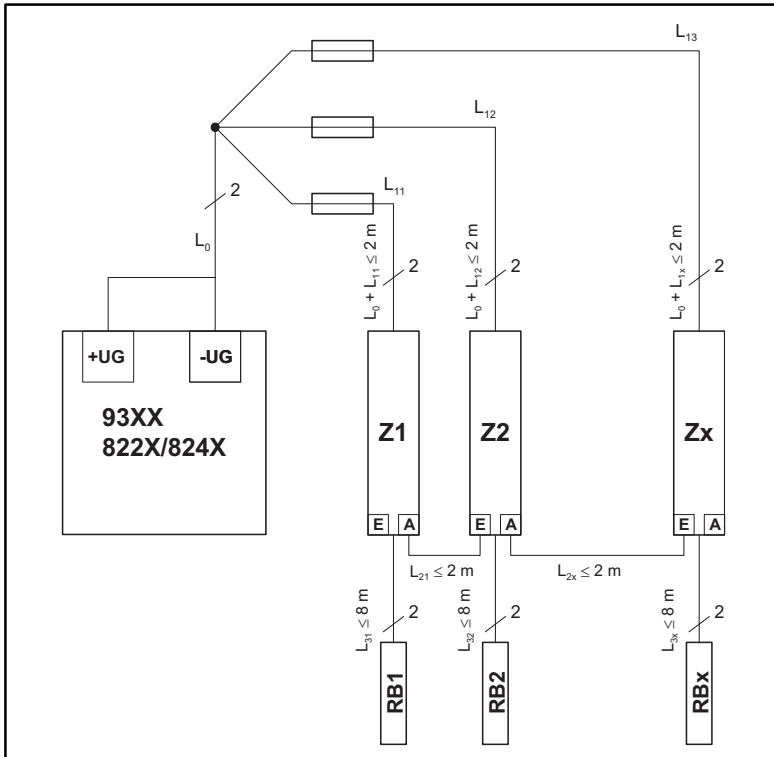 L13
L12
L11
2
L0
L0 + L11 ≤ 2 m
2
L0 + L12 ≤ 2 m
2
L0 + L1x ≤ 2 m
2
+UG
-UG
93XX
822X/824X
Z1
Z2
Zx
E
A
E
A
E
A
L21 ≤ 2 m
L2x ≤ 2 m
L31 ≤ 8 m
2
L32 ≤ 8 m
2
L3x ≤ 8 m
2
RB1
RB2
RBx